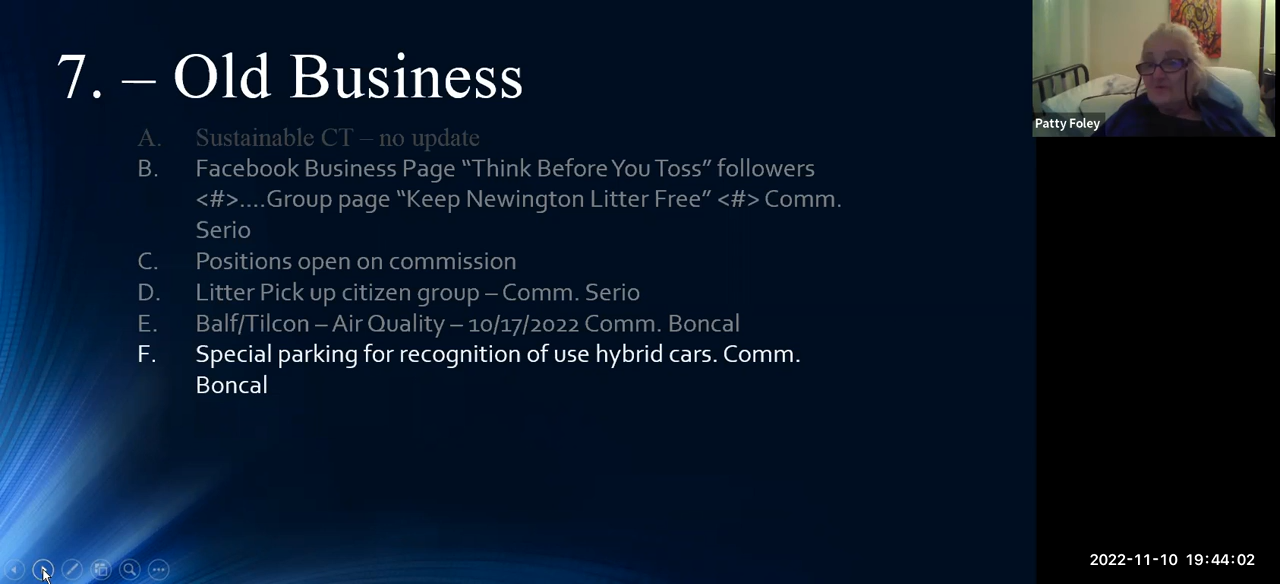 7. – Old Business
A. Sustainable CT – no update
B. Facebook Business Page “Think Before You Toss” followers
<#>....Group page “Keep Newington Litter Free” <#> Comm.
Serio
C. Positions open on commission
D. Litter Pick up citizen group – Comm. Serio
E. Balf/Tilcon – Air Quality – 10/17/2022 Comm. Boncal
F. Special parking for recognition of use hybrid cars. Comm.
Boncal
Patty Foley
2022-11-10 19:44:02